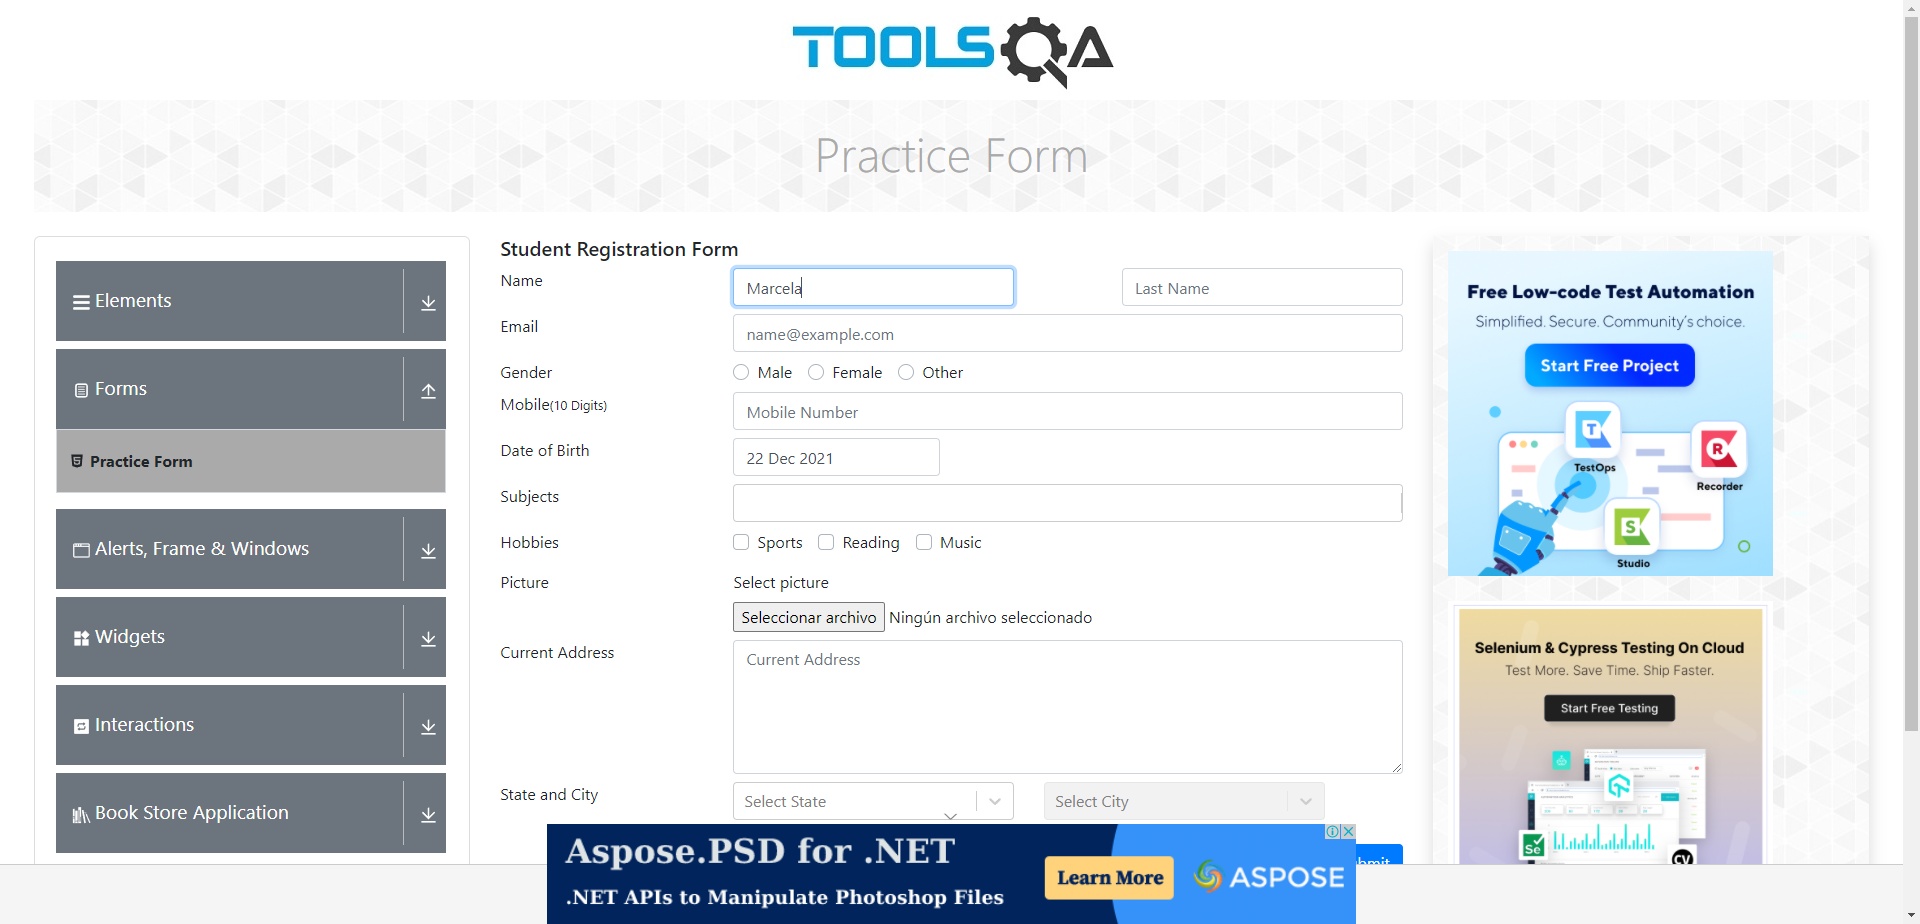 TOOLSQA
Practice Form
Elements
Forms
Practice Form
Alerts, Frame & Windows
Widgets
Interactions
Book Store Application
Student Registration Form
Name
Marcela
Last Name
Email
name@example.com
Gender
Male
Female
Other
Mobile(10 Digits)
Mobile Number
Date of Birth
22 Dec 2021
Subjects
Hobbies
Sports
Reading
Music
Picture
Select picture
Seleccionar archivo Ningún archivo seleccionado
Current Address
Current Address
State and City
Select State
Select City
Free Low-code Test Automation
Simplified. Secure. Community's choice.
Start Free Project
T
TestOps
R
Recorder
S
Studio
Selenium & Cypress Testing On Cloud
Test More. Save Time. Ship Faster.
Start Free Testing
Se
CV
Aspose.PSD for .NET
.NET APIs to Manipulate Photoshop Files
Learn More
ASPOSE